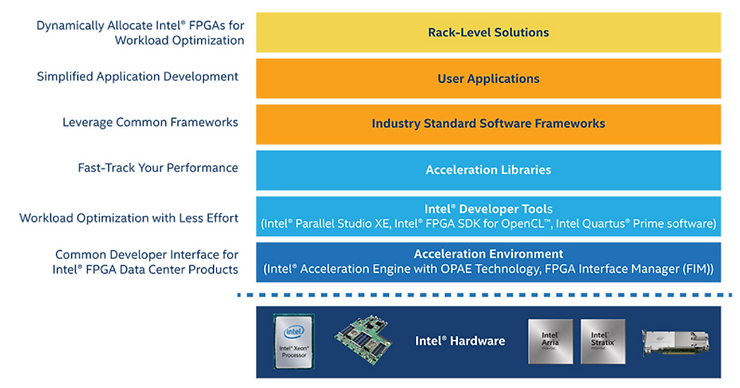 Dynamically Allocate Intel® FPGAs for
Workload Optimization
Rack-Level Solutions
Simplified Application Development
User Applications
Leverage Common Frameworks
Industry Standard Software Frameworks
Fast-Track Your Performance
Acceleration Libraries
Workload Optimization with Less Effort
Intel® Developer Tools
(Intel® Parallel Studio XE, Intel® FPGA SDK for OpenCL™, Intel Quartus® Prime software)
Common Developer Interface for
Intel® FPGA Data Center Products
Acceleration Environment
(Intel® Acceleration Engine with OPAE Technology, FPGA Interface Manager (FIM))
intel
Intel® Xeon®
Processor
Intel® Hardware
Intel
Arria
Intel
Stratix